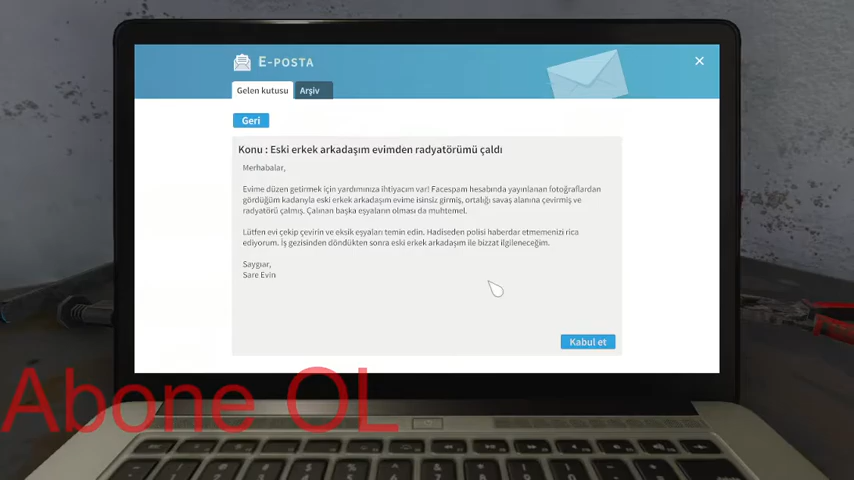 E-POSTA
Gelen kutusu
Arşiv
Geri
Konu : Eski erkek arkadaşım evimden radyatörümü çaldı
Merhabalar,
Evime düzen getirmek için yardımınıza ihtiyacım var! Facespam hesabında yayınlanan fotoğraflardan
gördüğüm kadarıyla eski erkek arkadaşım evime isinsiz girmiş, ortalığı savaş alanına çevirmiş ve
radyatörü çalmış. Çalınan başka eşyaların olması da muhtemel.
Lütfen evi çekip çevirin ve eksik eşyaları temin edin. Hadiseden polisi haberdar etmemenizi rica
ediyorum. İş gezisinden döndükten sonra eski erkek arkadaşım ile bizzat ilgileneceğim.
Saygılar,
Sare Evin
Kabul et
Abone OL